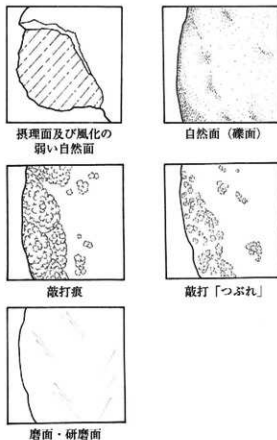 摂理面及び風化の
弱い自然面
自然面（礫面）
敲打痕
敲打「つぶれ」
磨面・研磨面